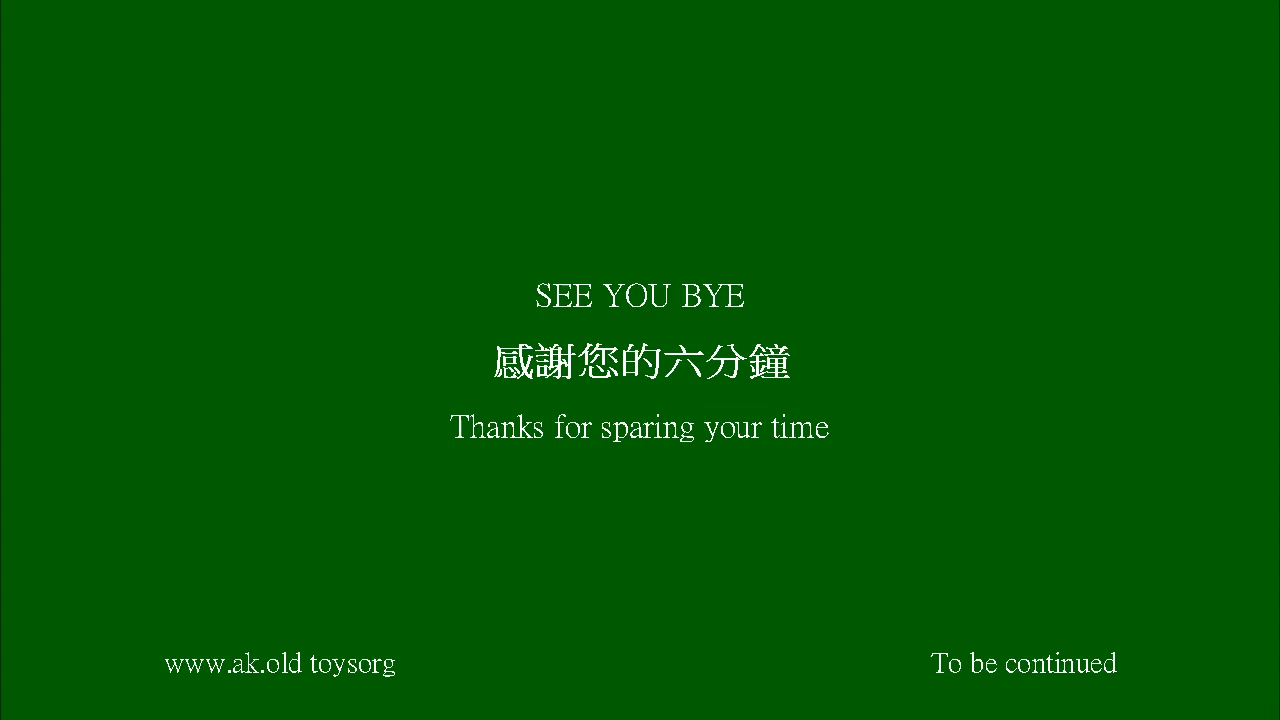 SEE YOU BYE
感謝您的六分鐘
Thanks for sparing your time
www.ak.old toysorg
To be continued